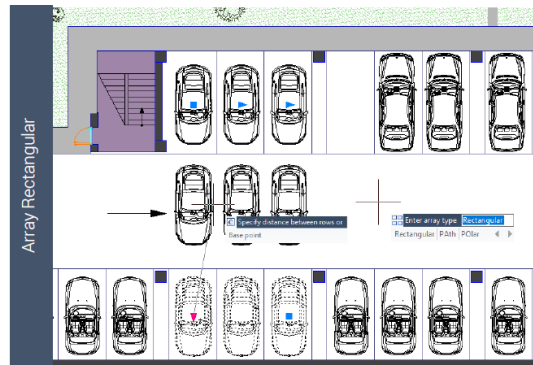 Array Rectangular
Specify distance between rows or
Base point
Enter array type
Rectangular
Rectangular PAth POlar